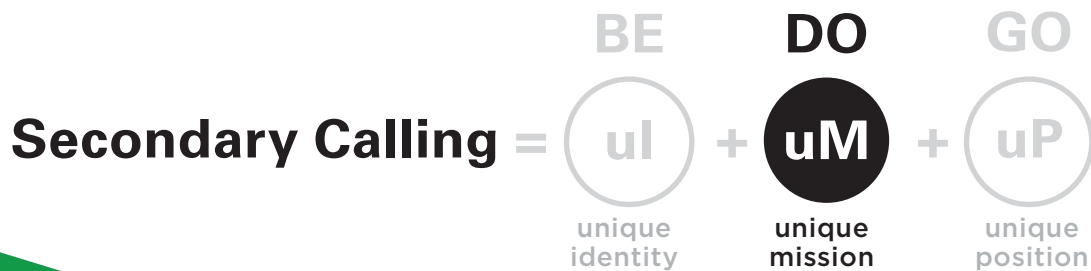 BE DO GO
Secondary Calling = uI + uM + uP
unique unique unique
identity mission position